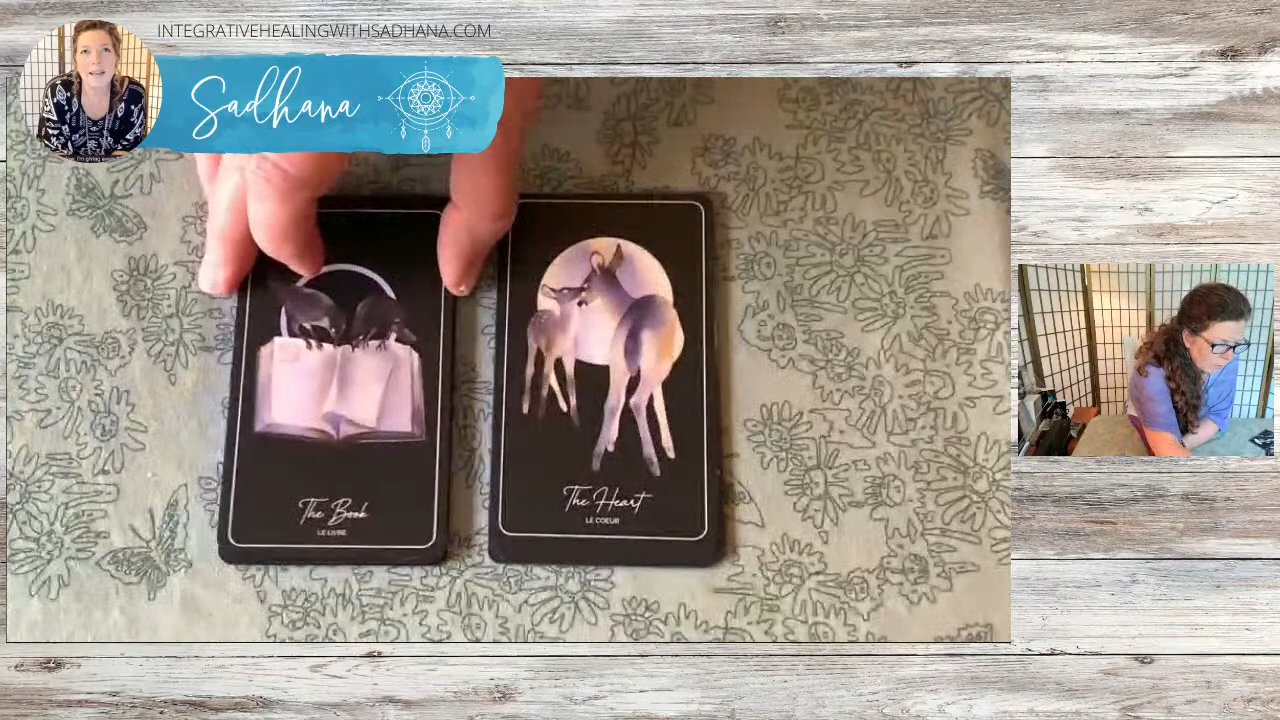 INTEGRATIVEHEALINGWITHSADHANA.COM
Sadhana
The Book
LE LIVRE
The Heart
LE COEUR